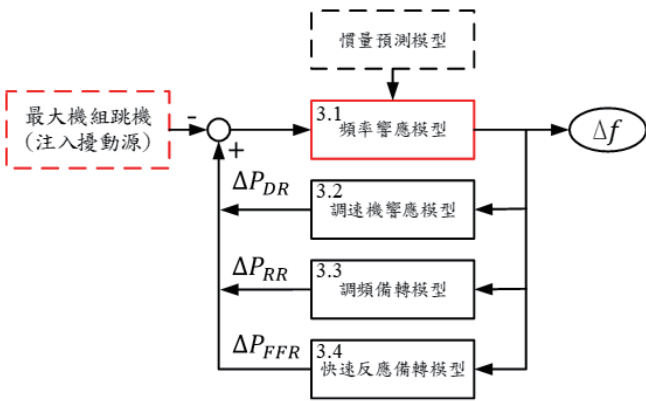 慣量預測模型
最大機組跳機
(注入擾動源)
-
+
3.1
頻率響應模型
Δf
ΔP_DR
3.2
調速機響應模型
ΔP_RR
3.3
調頻備轉模型
ΔP_FFR
3.4
快速反應備轉模型